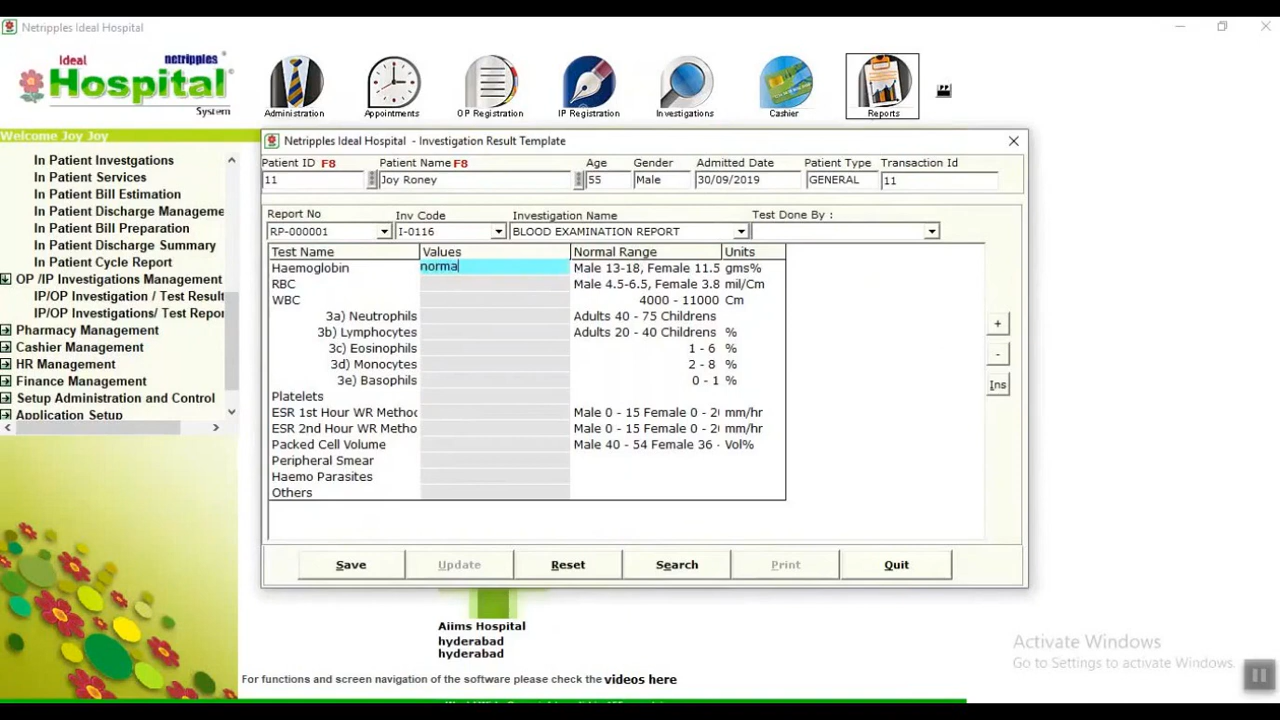 Netripples Ideal Hospital
ideal netripples®
Hospital®
System
Administration
Appointments
OP Registration
IP Registration
Investigations
Cashier
Reports
Welcome Joy Joy
In Patient Investgations
In Patient Services
In Patient Bill Estimation
In Patient Discharge Manageme
In Patient Bill Preparation
In Patient Discharge Summary
In Patient Cycle Report
OP /IP Investigations Management
IP/OP Investigation / Test Result
IP/OP Investigations/ Test Repor
Pharmacy Management
Cashier Management
HR Management
Finance Management
Setup Administration and Control
Application Setup
Netripples Ideal Hospital - Investigation Result Template
Patient ID F8 Patient Name F8 Age Gender Admitted Date Patient Type Transaction Id
11 Joy Roney 55 Male 30/09/2019 GENERAL 11
Report No Inv Code Investigation Name Test Done By :
RP-000001 I-0116 BLOOD EXAMINATION REPORT
Test Name Values Normal Range Units
Haemoglobin norma Male 13-18, Female 11.5 gms%
RBC Male 4.5-6.5, Female 3.8 mil/Cm
WBC 4000 - 11000 Cm
3a) Neutrophils Adults 40 - 75 Childrens
3b) Lymphocytes Adults 20 - 40 Childrens %
3c) Eosinophils 1 - 6 %
3d) Monocytes 2 - 8 %
3e) Basophils 0 - 1 %
Platelets
ESR 1st Hour WR Methoc Male 0 - 15 Female 0 - 2 mm/hr
ESR 2nd Hour WR Metho Male 0 - 15 Female 0 - 2 mm/hr
Packed Cell Volume Male 40 - 54 Female 36 - Vol%
Peripheral Smear
Haemo Parasites
Others
+
-
Ins
Save Update Reset Search Print Quit
Aiims Hospital
hyderabad
hyderabad
For functions and screen navigation of the software please check the videos here
Activate Windows
Go to Settings to activate Windows.